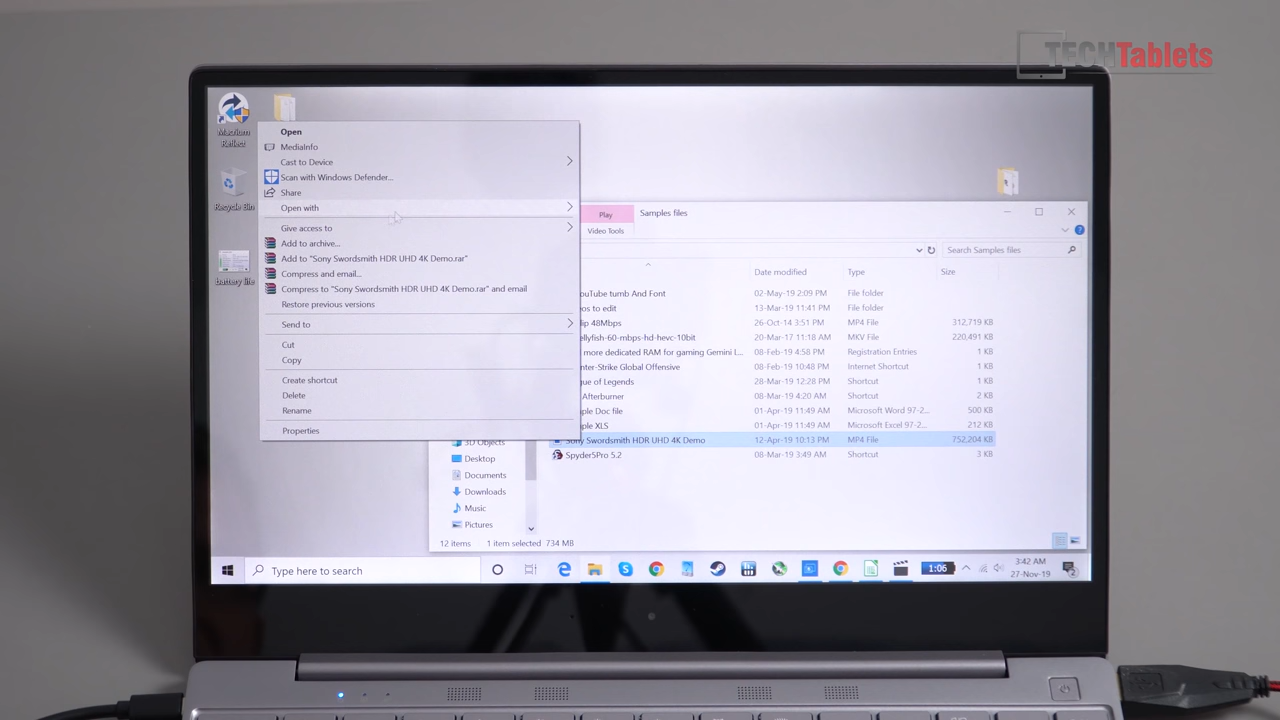 TECHTablets
Macrium
Reflect
Recycle Bin
battery life
Open
MediaInfo
Cast to Device
Scan with Windows Defender...
Share
Open with
Give access to
Add to archive...
Add to "Sony Swordsmith HDR UHD 4K Demo.rar"
Compress and email...
Compress to "Sony Swordsmith HDR UHD 4K Demo.rar" and email
Restore previous versions
Send to
Cut
Copy
Create shortcut
Delete
Rename
Properties
Play
Samples files
Video Tools
Search Samples files
Date modified Type Size
YouTube tumb And Font 02-May-19 2:09 PM File folder
eos to edit 13-Mar-19 11:41 PM File folder
lip 48Mbps 26-Oct-14 3:51 PM MP4 File 312,719 KB
ellyfish-60-mbps-hd-hevc-10bit 20-Mar-17 11:18 AM MKV File 220,491 KB
more dedicated RAM for gaming Gemini l... 08-Feb-19 4:58 PM Registration Entries 1 KB
nter-Strike Global Offensive 08-Feb-19 10:48 PM Internet Shortcut 1 KB
gue of Legends 28-Mar-19 12:28 PM Shortcut 1 KB
Afterburner 08-Mar-19 4:20 AM Shortcut 2 KB
ple Doc file 01-Apr-19 11:49 AM Microsoft Word 97-2... 500 KB
ple XLS 01-Apr-19 11:49 AM Microsoft Excel 97-2... 212 KB
Sony Swordsmith HDR UHD 4K Demo 12-Apr-19 10:13 PM MP4 File 752,204 KB
Spyder5Pro 5.2 08-Mar-19 3:49 AM Shortcut 3 KB
3D Objects
Desktop
Documents
Downloads
Music
Pictures
12 items 1 item selected 734 MB
Type here to search
1:06
3:42 AM
27-Nov-19
2